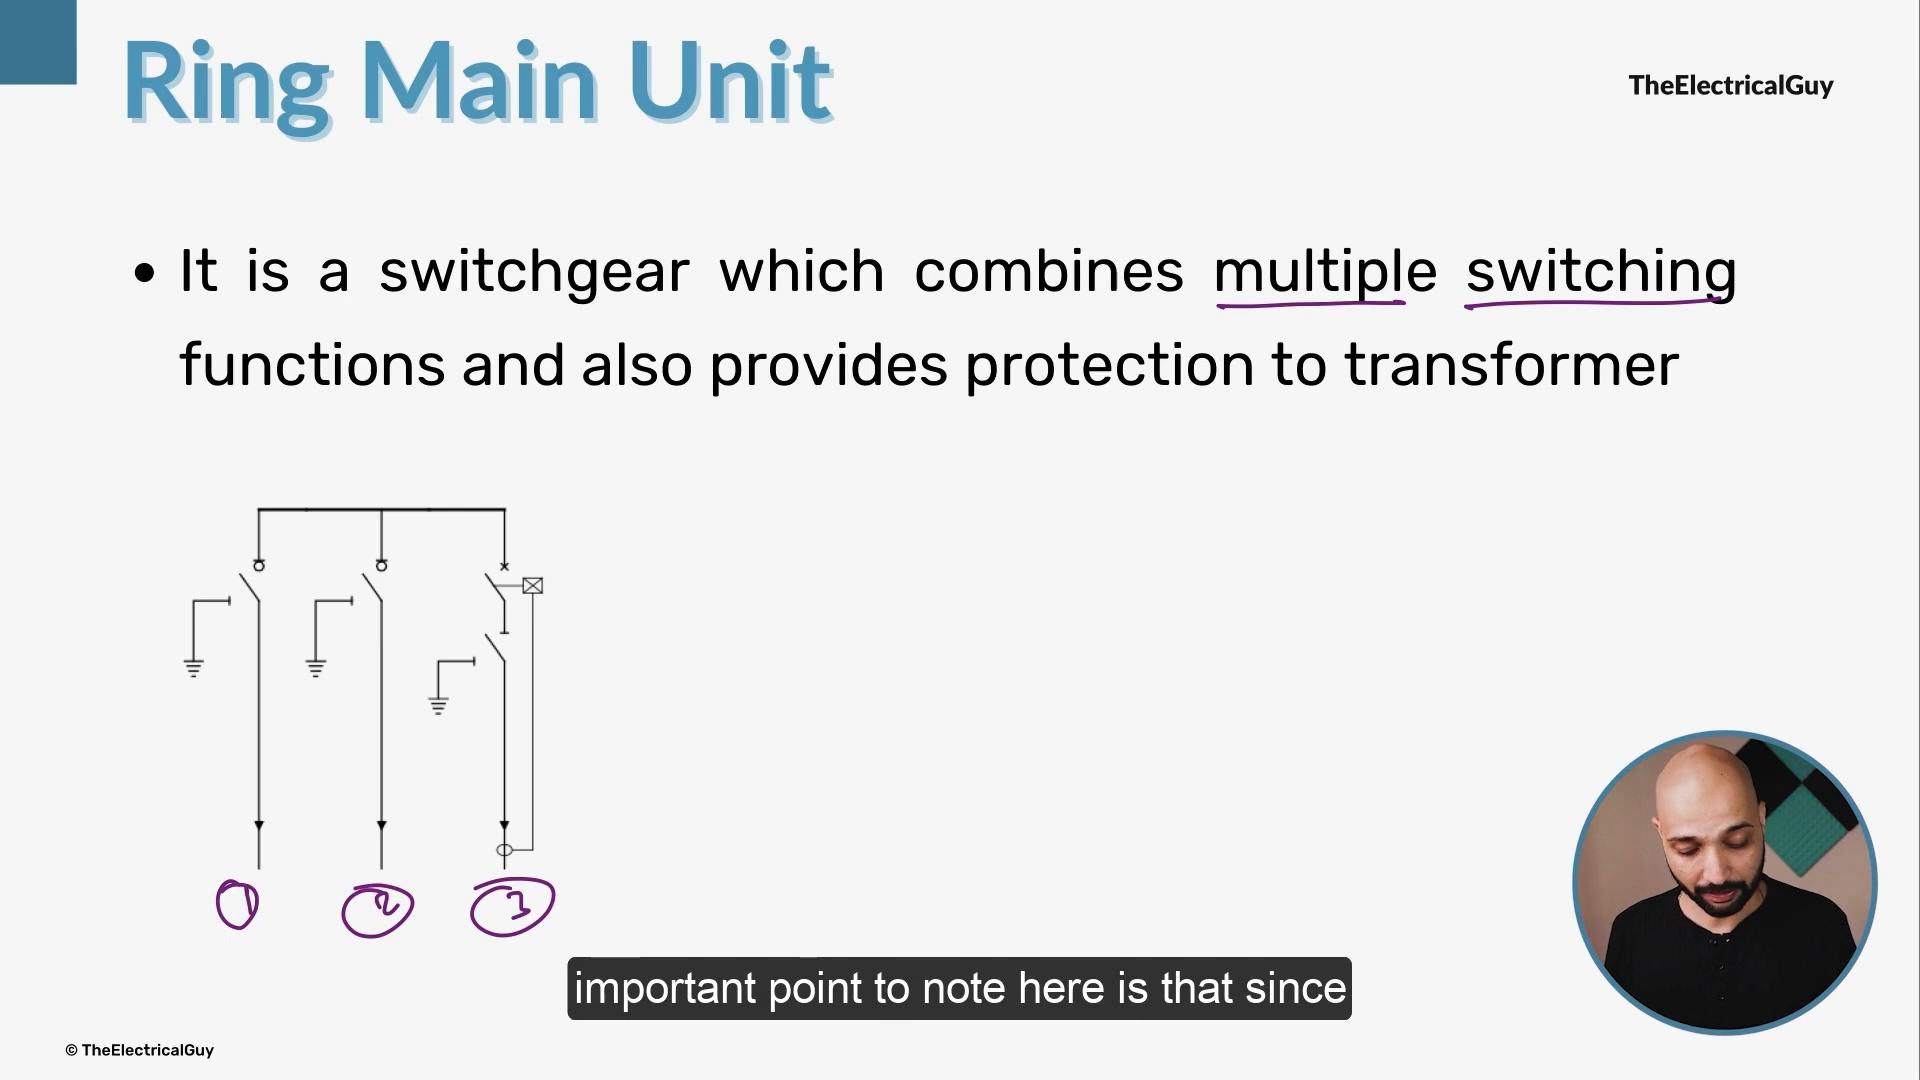 Ring Main Unit
TheElectricalGuy
• It is a switchgear which combines multiple switching
functions and also provides protection to transformer
1 2 3
important point to note here is that since
© TheElectricalGuy